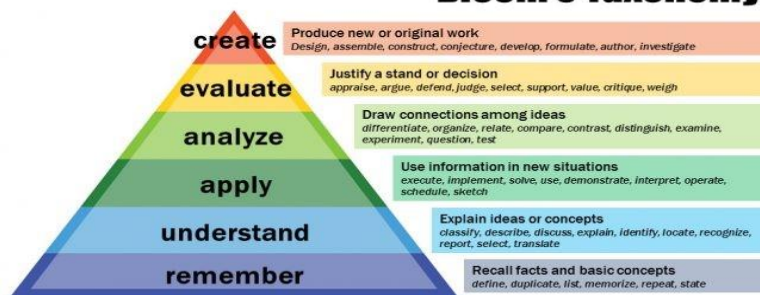 Bloom's Taxonomy
create
Produce new or original work
Design, assemble, construct, conjecture, develop, formulate, author, investigate
evaluate
Justify a stand or decision
appraise, argue, defend, judge, select, support, value, critique, weigh
analyze
Draw connections among ideas
differentiate, organize, relate, compare, contrast, distinguish, examine,
experiment, question, test
apply
Use information in new situations
execute, implement, solve, use, demonstrate, interpret, operate,
schedule, sketch
understand
Explain ideas or concepts
classify, describe, discuss, explain, identify, locate, recognize,
report, select, translate
remember
Recall facts and basic concepts
define, duplicate, list, memorize, repeat, state